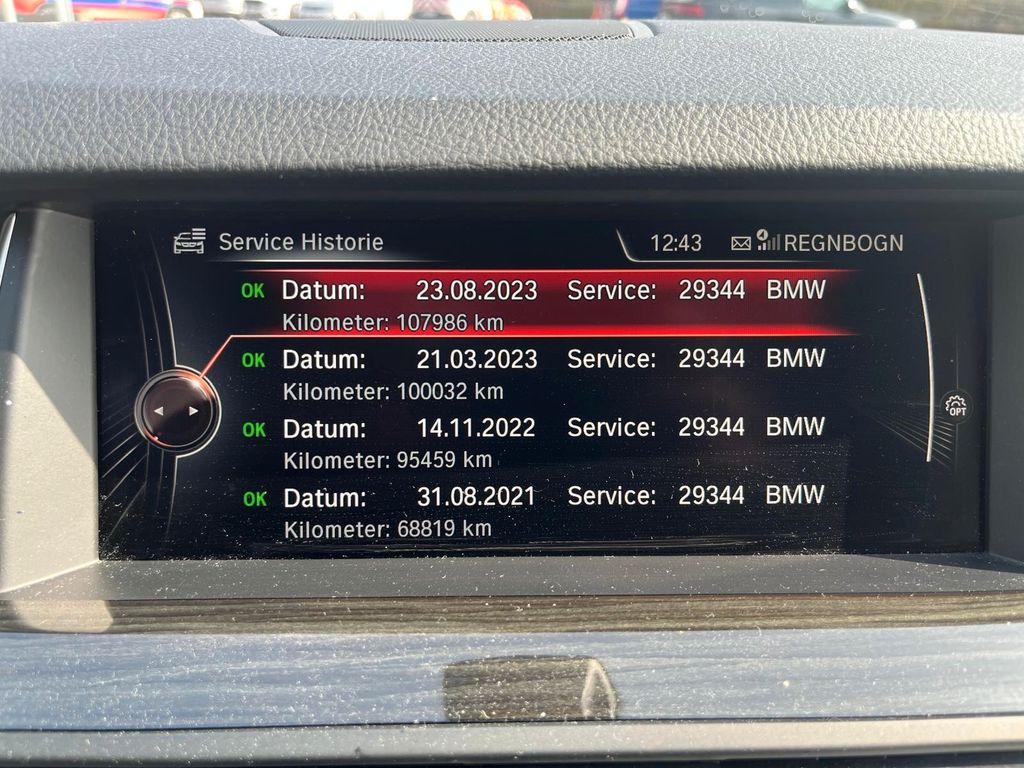 Service Historie 12:43 REGNBOGN
OK Datum: 23.08.2023 Service: 29344 BMW
Kilometer: 107986 km
OK Datum: 21.03.2023 Service: 29344 BMW
Kilometer: 100032 km
OK Datum: 14.11.2022 Service: 29344 BMW
Kilometer: 95459 km
OPT
OK Datum: 31.08.2021 Service: 29344 BMW
Kilometer: 68819 km